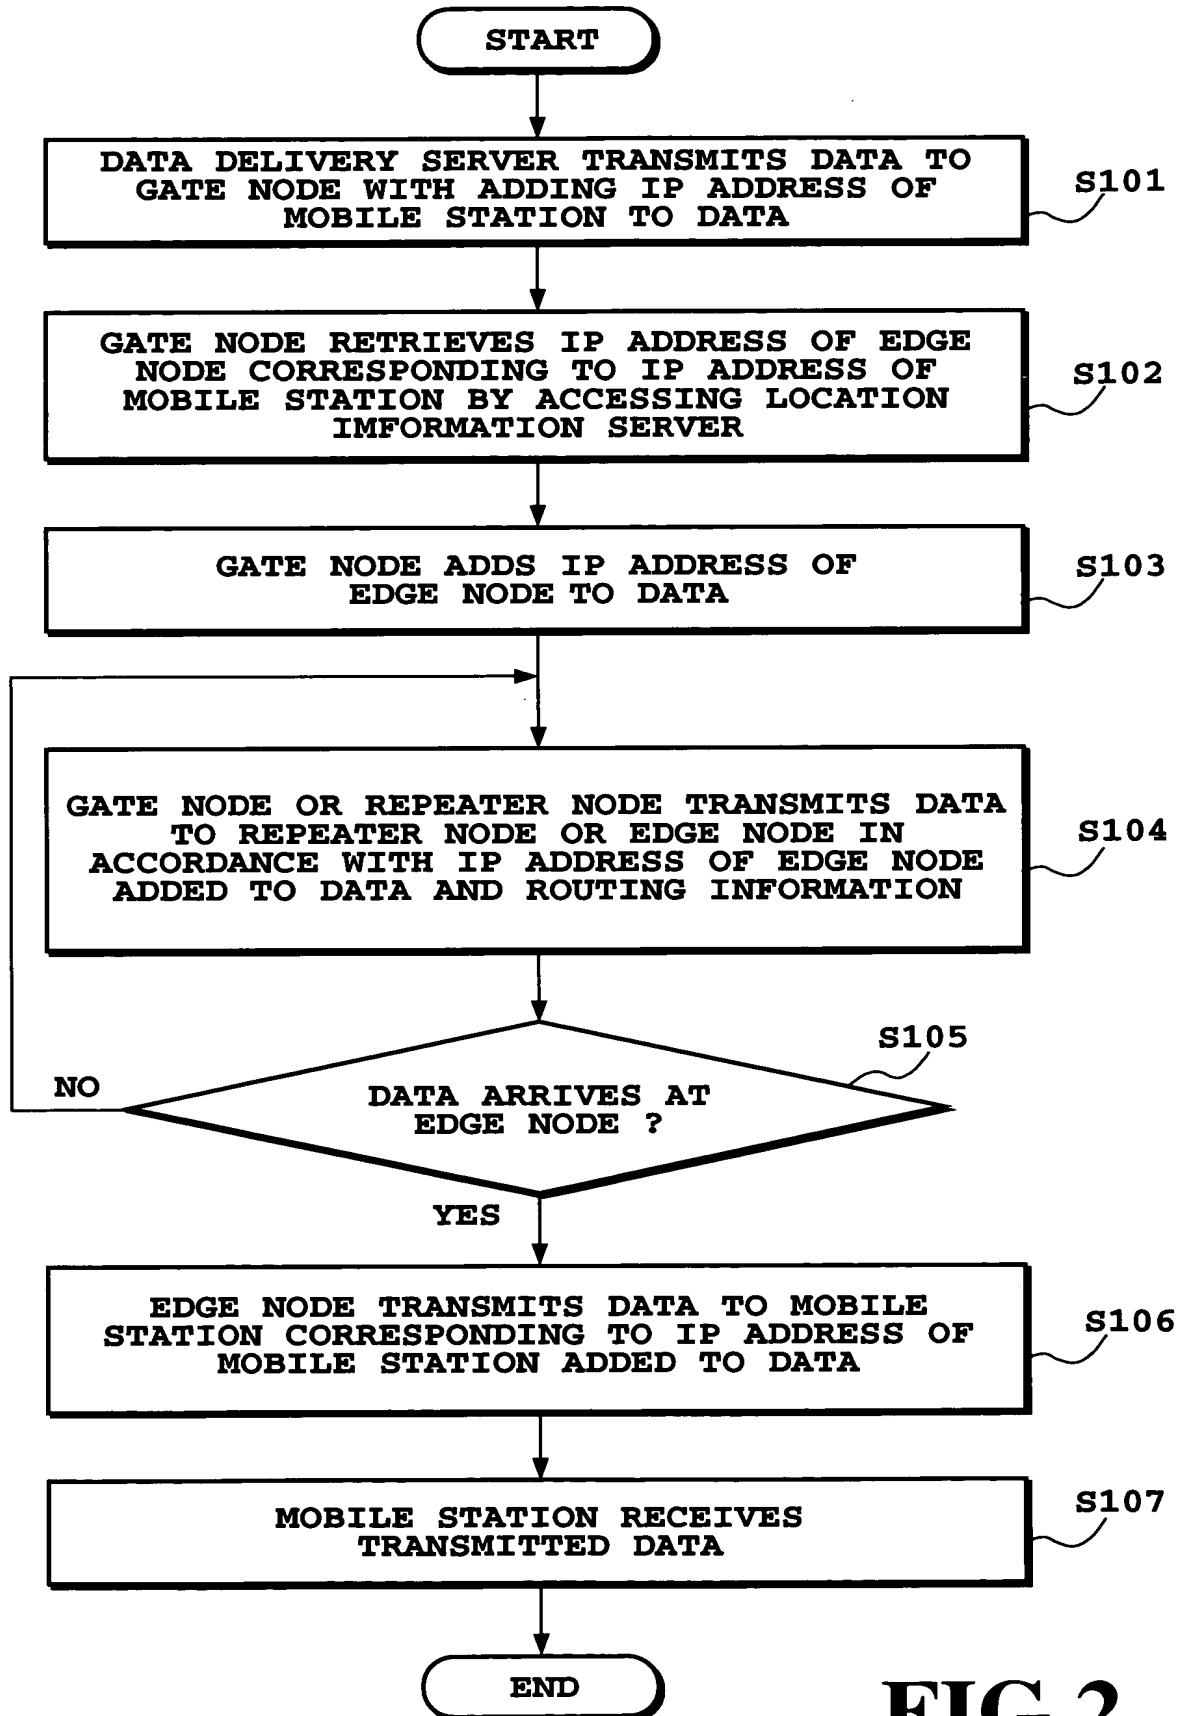 START
DATA DELIVERY SERVER TRANSMITS DATA TO
GATE NODE WITH ADDING IP ADDRESS OF
MOBILE STATION TO DATA
S101
GATE NODE RETRIEVES IP ADDRESS OF EDGE
NODE CORRESPONDING TO IP ADDRESS OF
MOBILE STATION BY ACCESSING LOCATION
IMFORMATION SERVER
S102
GATE NODE ADDS IP ADDRESS OF
EDGE NODE TO DATA
S103
GATE NODE OR REPEATER NODE TRANSMITS DATA
TO REPEATER NODE OR EDGE NODE IN
ACCORDANCE WITH IP ADDRESS OF EDGE NODE
ADDED TO DATA AND ROUTING INFORMATION
S104
S105
NO
DATA ARRIVES AT
EDGE NODE ?
YES
EDGE NODE TRANSMITS DATA TO MOBILE
STATION CORRESPONDING TO IP ADDRESS OF
MOBILE STATION ADDED TO DATA
S106
MOBILE STATION RECEIVES
TRANSMITTED DATA
S107
END
FIG.2